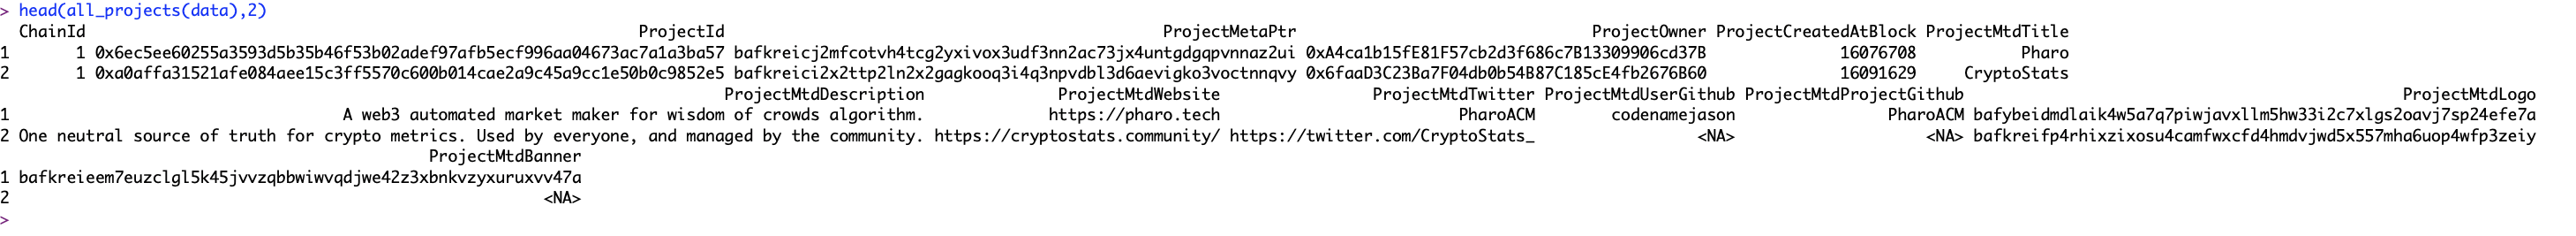 > head(all_projects(data),2)
ChainId ProjectId ProjectMetaPtr ProjectOwner ProjectCreatedAtBlock ProjectMtdTitle
1 1 0x6ec5ee60255a3593d5b35b46f53b02adef97afb5ecf996aa04673ac7a1a3ba57 bafkreicj2mfcotvh4tcg2yxivox3udf3nn2ac73jx4untgdgqpvnnaz2ui 0xA4ca1b15fE81F57cb2d3f686c7B13309906cd37B 16076708 Pharo
2 1 0xa0affa31521afe084aee15c3ff5570c600b014cae2a9c45a9cc1e50b0c9852e5 bafkreici2x2ttp2ln2x2gagkooq3i4q3npvdbl3d6aevigko3voctnnqvy 0x6faaD3C23Ba7F04db0b54B87C185cE4fb2676B60 16091629 CryptoStats
ProjectMtdDescription ProjectMtdWebsite ProjectMtdTwitter ProjectMtdUserGithub ProjectMtdProjectGithub ProjectMtdLogo
1 A web3 automated market maker for wisdom of crowds algorithm. https://pharo.tech PharoACM codenamejason PharoACM bafybeidmdlaik4w5a7q7piwjavxllm5hw33i2c7xlgs2oavj7sp24efe7a
2 One neutral source of truth for crypto metrics. Used by everyone, and managed by the community. https://cryptostats.community/ https://twitter.com/CryptoStats_ <NA> <NA> bafkreifp4rhixzixosu4camfwxcfd4hmdvjwd5x557mha6uop4wfp3zeiy
ProjectMtdBanner
1 bafkreieem7euzclgl5k45jvvzqbbwiwvqdjwe42z3xbnkvzyxuruxvv47a
2 <NA>
>